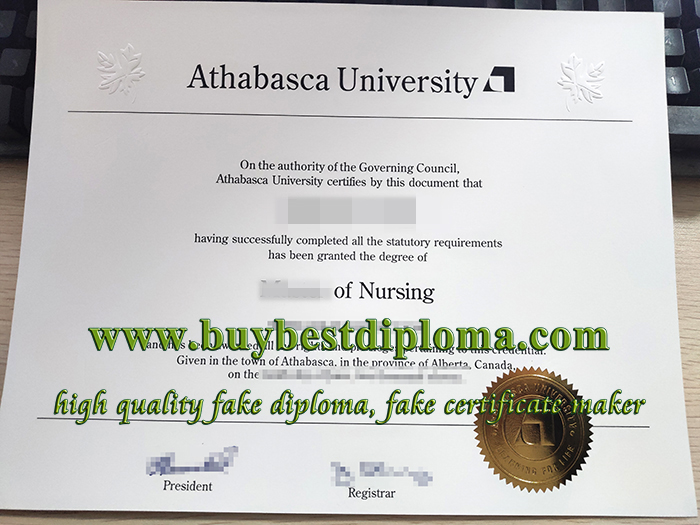 Athabasca University
On the authority of the Governing Council,
Athabasca University certifies by this document that
having successfully completed all the statutory requirements
has been granted the degree of
of Nursing
www.buybestdiploma.com
this credential.
Given in the town of Athabasca, in the province of Alberta, Canada,
on the
high quality fake diploma, fake certificate maker
President
Registrar